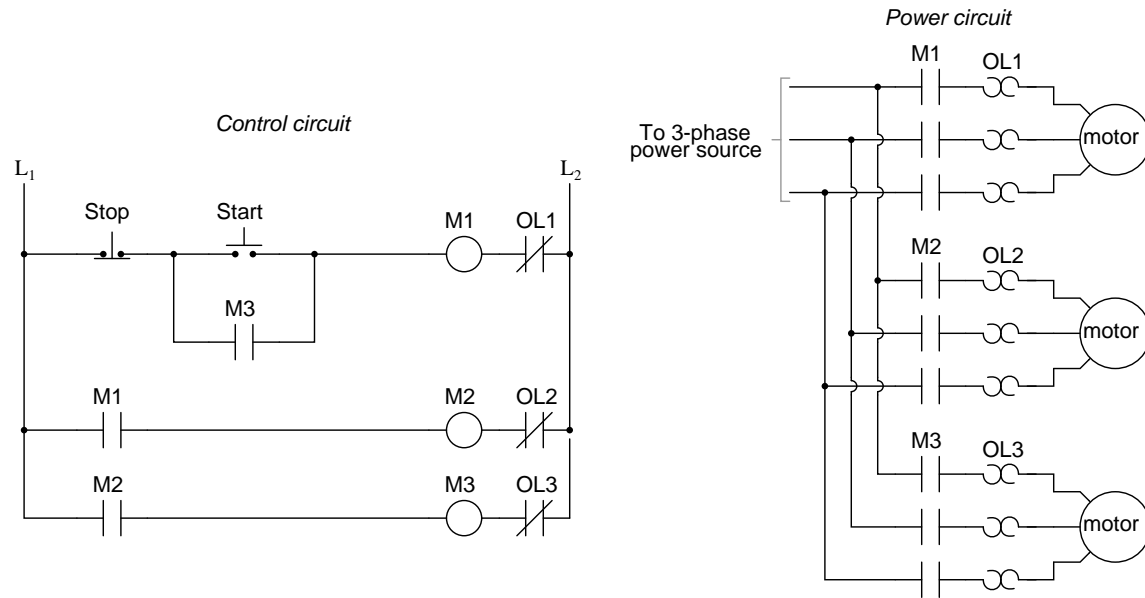 Control circuit
L1
L2
Stop
Start
M1
OL1
M3
M1
M2
OL2
M2
M3
OL3
Power circuit
To 3-phase
power source
M1
OL1
motor
M2
OL2
motor
M3
OL3
motor